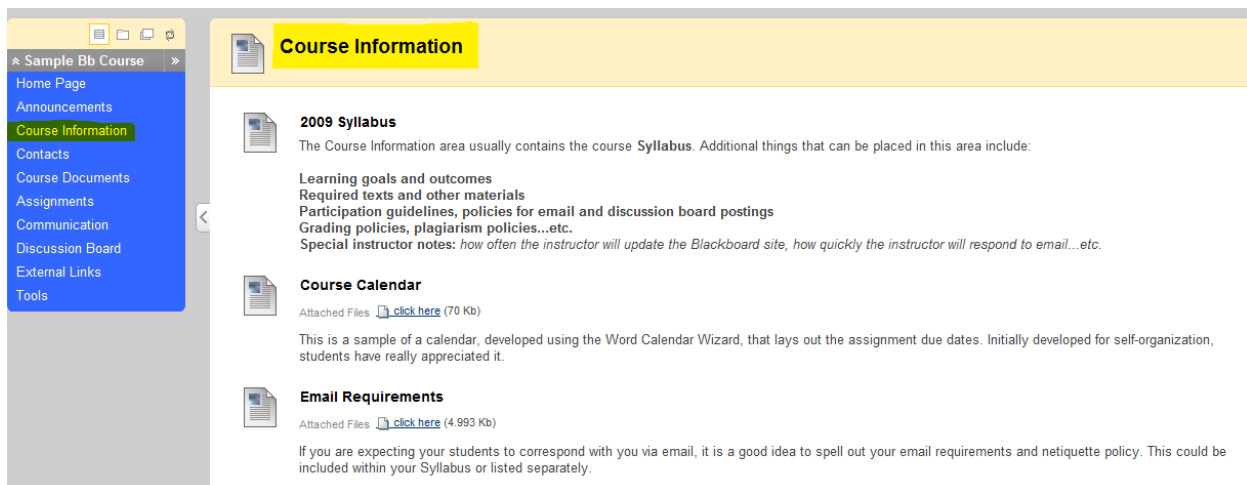 Sample Bb Course
Home Page
Announcements
Course Information
Contacts
Course Documents
Assignments
Communication
Discussion Board
External Links
Tools
Course Information
2009 Syllabus
The Course Information area usually contains the course Syllabus. Additional things that can be placed in this area include:
Learning goals and outcomes
Required texts and other materials
Participation guidelines, policies for email and discussion board postings
Grading policies, plagiarism policies...etc.
Special instructor notes: how often the instructor will update the Blackboard site, how quickly the instructor will respond to email...etc.
Course Calendar
Attached Files click here (70 Kb)
This is a sample of a calendar, developed using the Word Calendar Wizard, that lays out the assignment due dates. Initially developed for self-organization,
students have really appreciated it.
Email Requirements
Attached Files click here (4.993 Kb)
If you are expecting your students to correspond with you via email, it is a good idea to spell out your email requirements and netiquette policy. This could be
included within your Syllabus or listed separately.